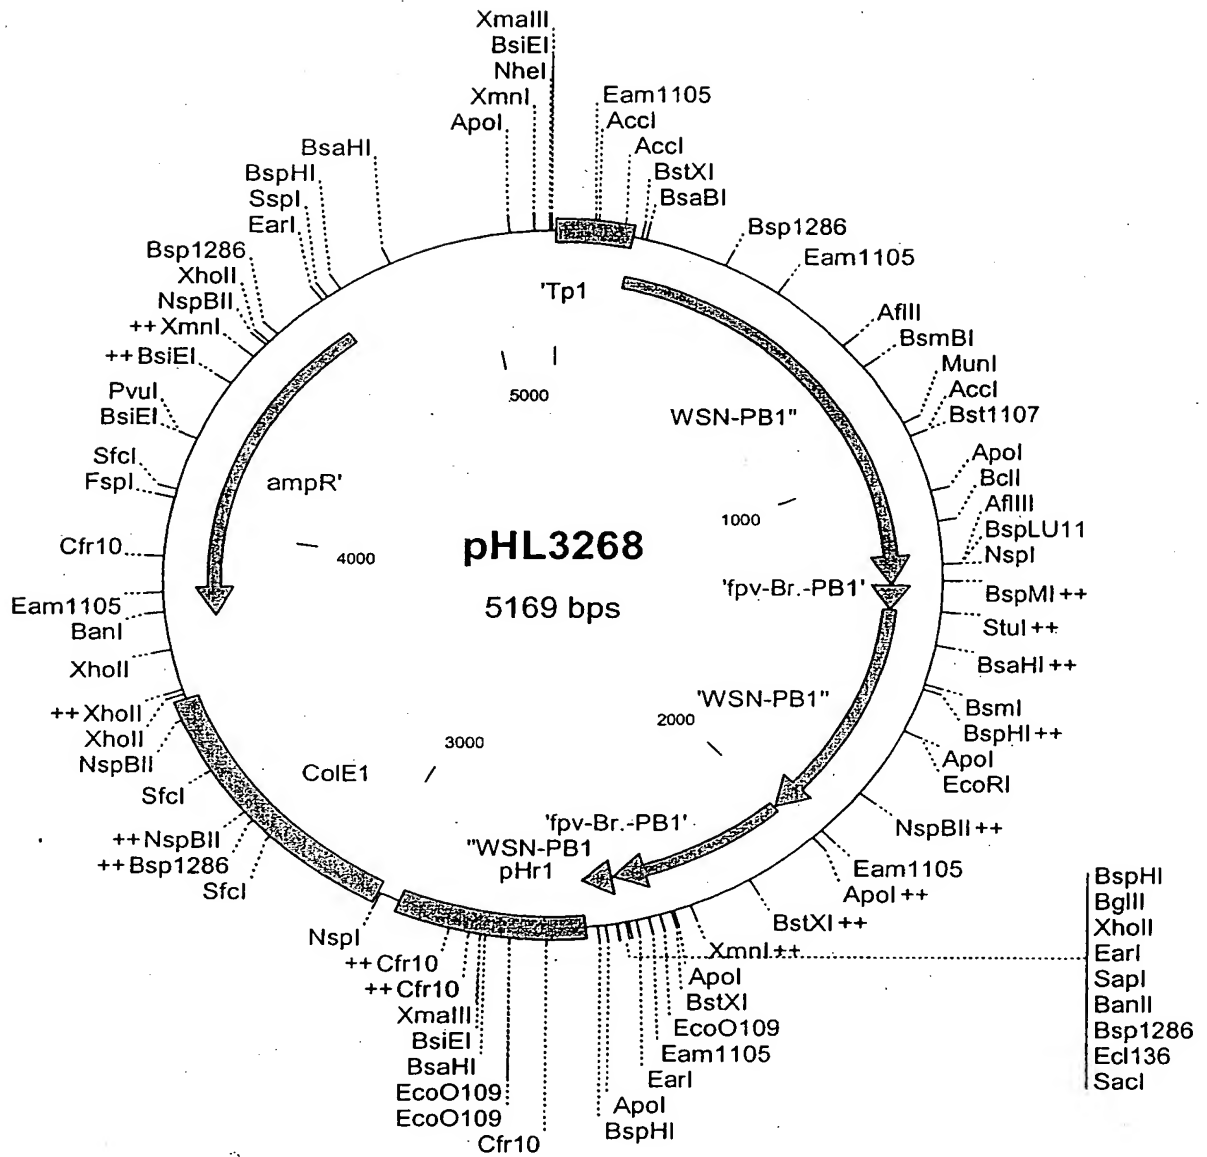 XmaIII
BsiEI
NheI
XmnI
ApoI
Eam1105
AccI
AccI
BstXI
BsaBI
Bsp1286
Eam1105
AflII
BsmBI
MunI
AccI
Bst1107
ApoI
BclI
AflIII
BspLU11
NspI
BspMI++
StuI++
BsaHI++
BsmI
BspHI++
ApoI
EcoRI
NspBII++
Eam1105
ApoI++
BstXI++
XmnI++
ApoI
BstXI
EcoO109
Eam1105
EarI
ApoI
BspHI
BspHI
BglII
XhoII
EarI
SapI
BanII
Bsp1286
Ecl136
SacI
Cfr10
EcoO109
EcoO109
BsaHI
BsiEI
XmaIII
++Cfr10
++Cfr10
NspI
SfcI
++Bsp1286
++NspBII
SfcI
NspBII
XhoII
++XhoII
XhoII
BanI
Eam1105
Cfr10
FspI
SfcI
BsiEI
PvuI
++BsiEI
++XmnI
NspBII
XhoII
Bsp1286
EarI
SspI
BspHI
BsaHI
'Tp1
5000
WSN-PB1"
1000
ampR'
4000
pHL3268
5169 bps
'fpv-Br.-PB1'
'WSN-PB1"
2000
3000
ColE1
'fpv-Br.-PB1'
"WSN-PB1
pHr1